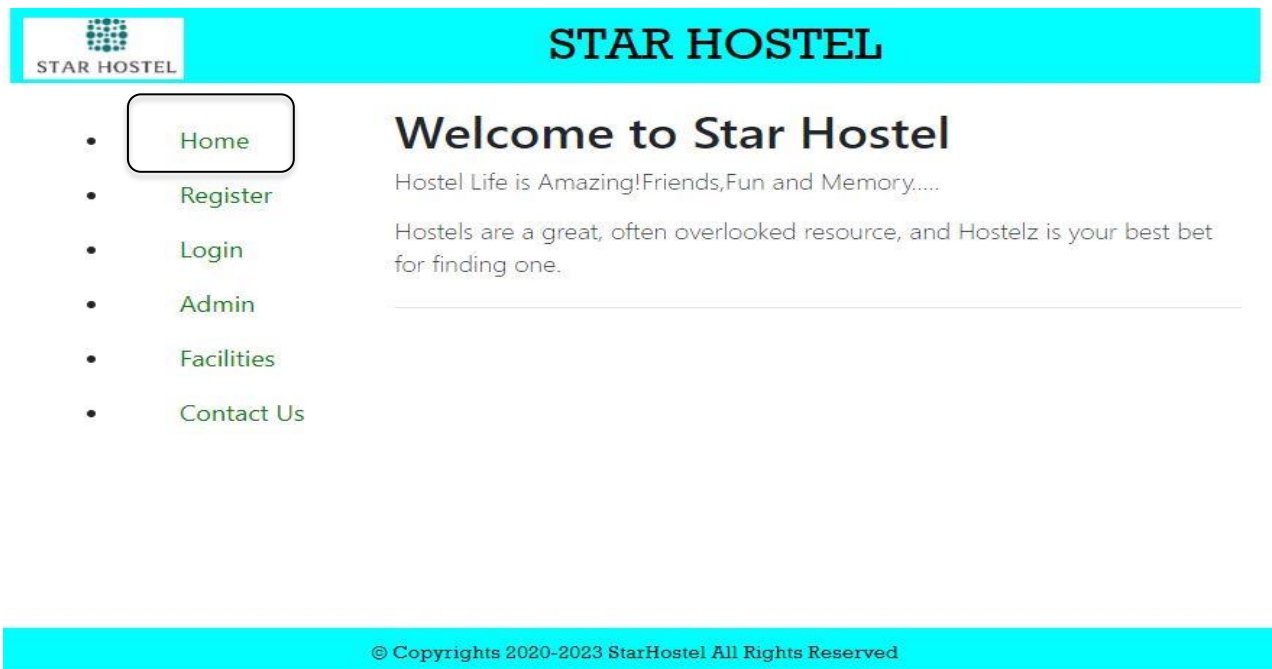 STAR HOSTEL
STAR HOSTEL
Home
Register
Login
Admin
Facilities
Contact Us
Welcome to Star Hostel
Hostel Life is Amazing!Friends,Fun and Memory.....
Hostels are a great, often overlooked resource, and Hostelz is your best bet
for finding one.
© Copyrights 2020-2023 StarHostel All Rights Reserved